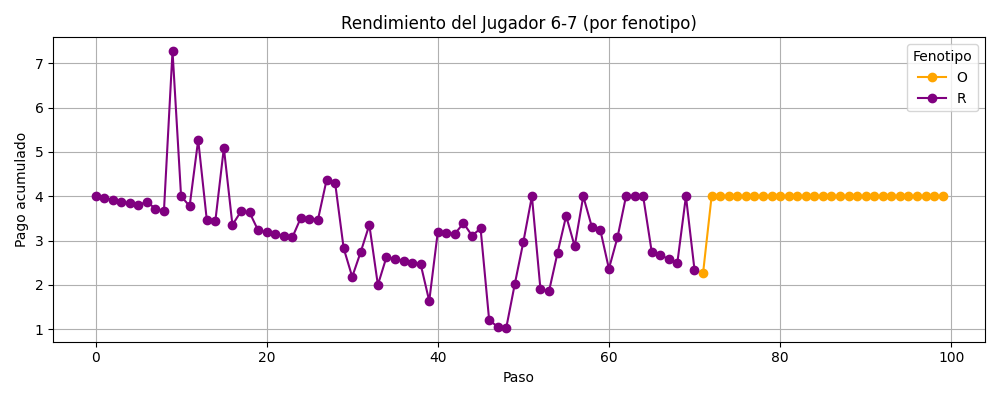 Rendimiento del Jugador 6-7 (por fenotipo)
Pago acumulado
7
6
5
4
3
2
1
Fenotipo
O
R
0 20 40 60 80 100
Paso